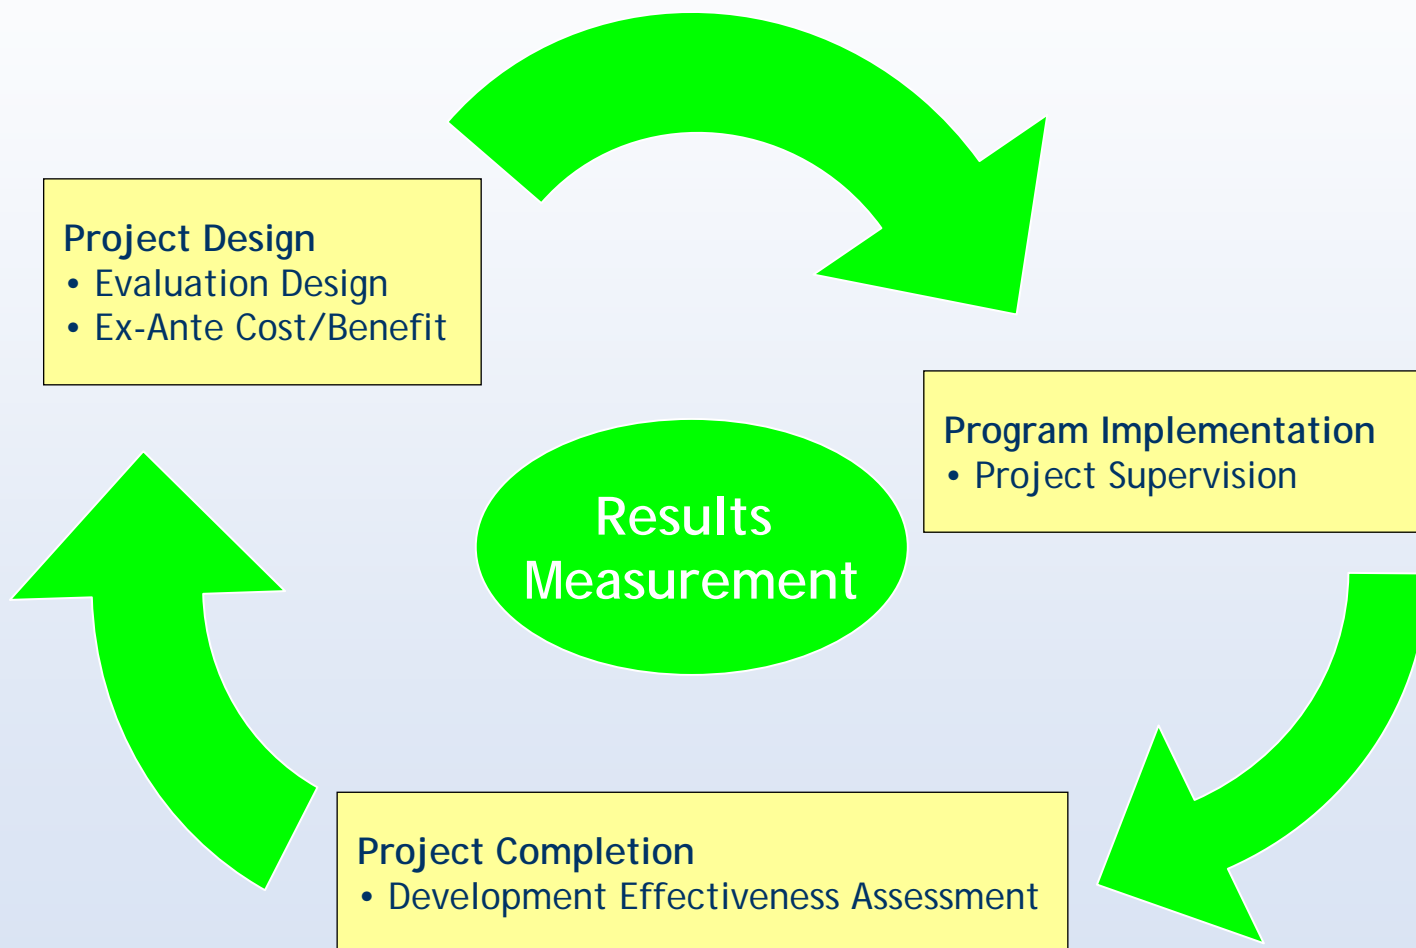 Project Design
• Evaluation Design
• Ex-Ante Cost/Benefit
Program Implementation
• Project Supervision
Results
Measurement
Project Completion
• Development Effectiveness Assessment